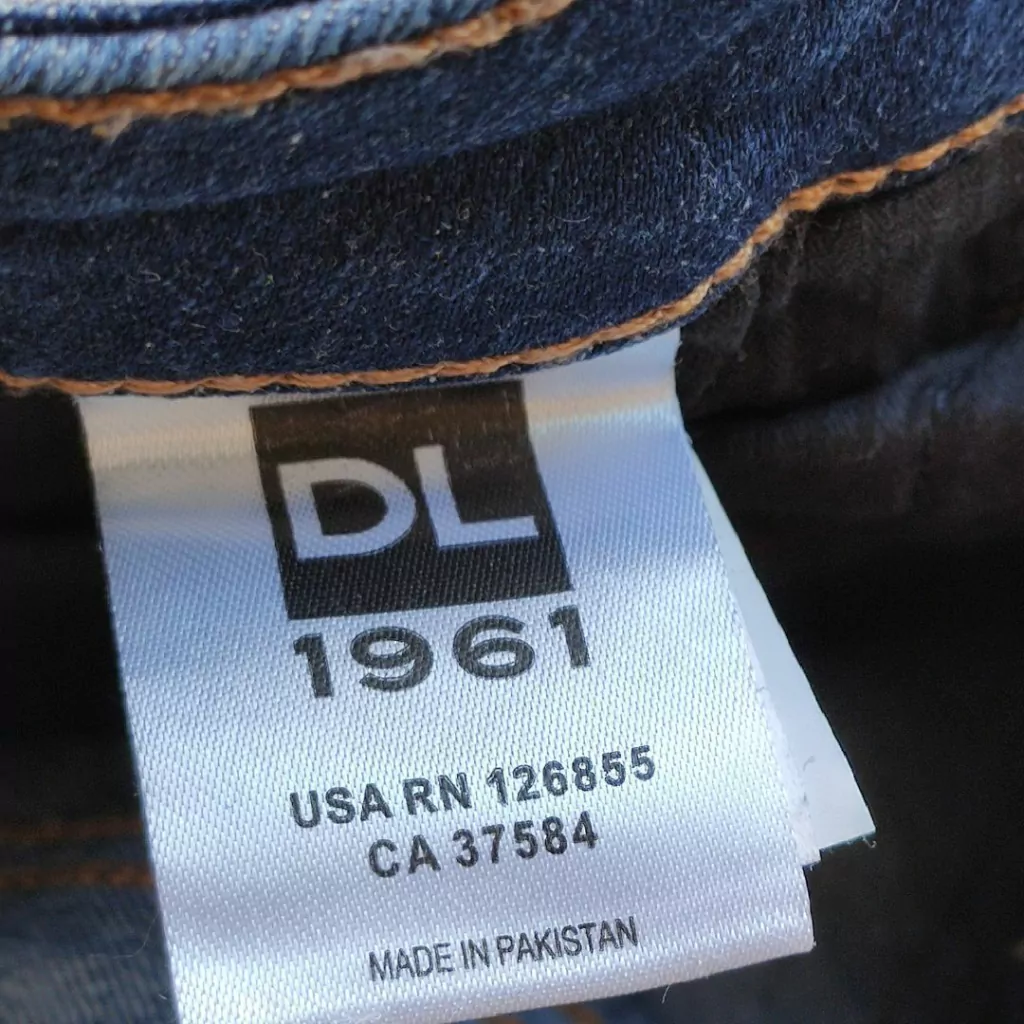 DL
1961
USA RN 126855
CA 37584
MADE IN PAKISTAN